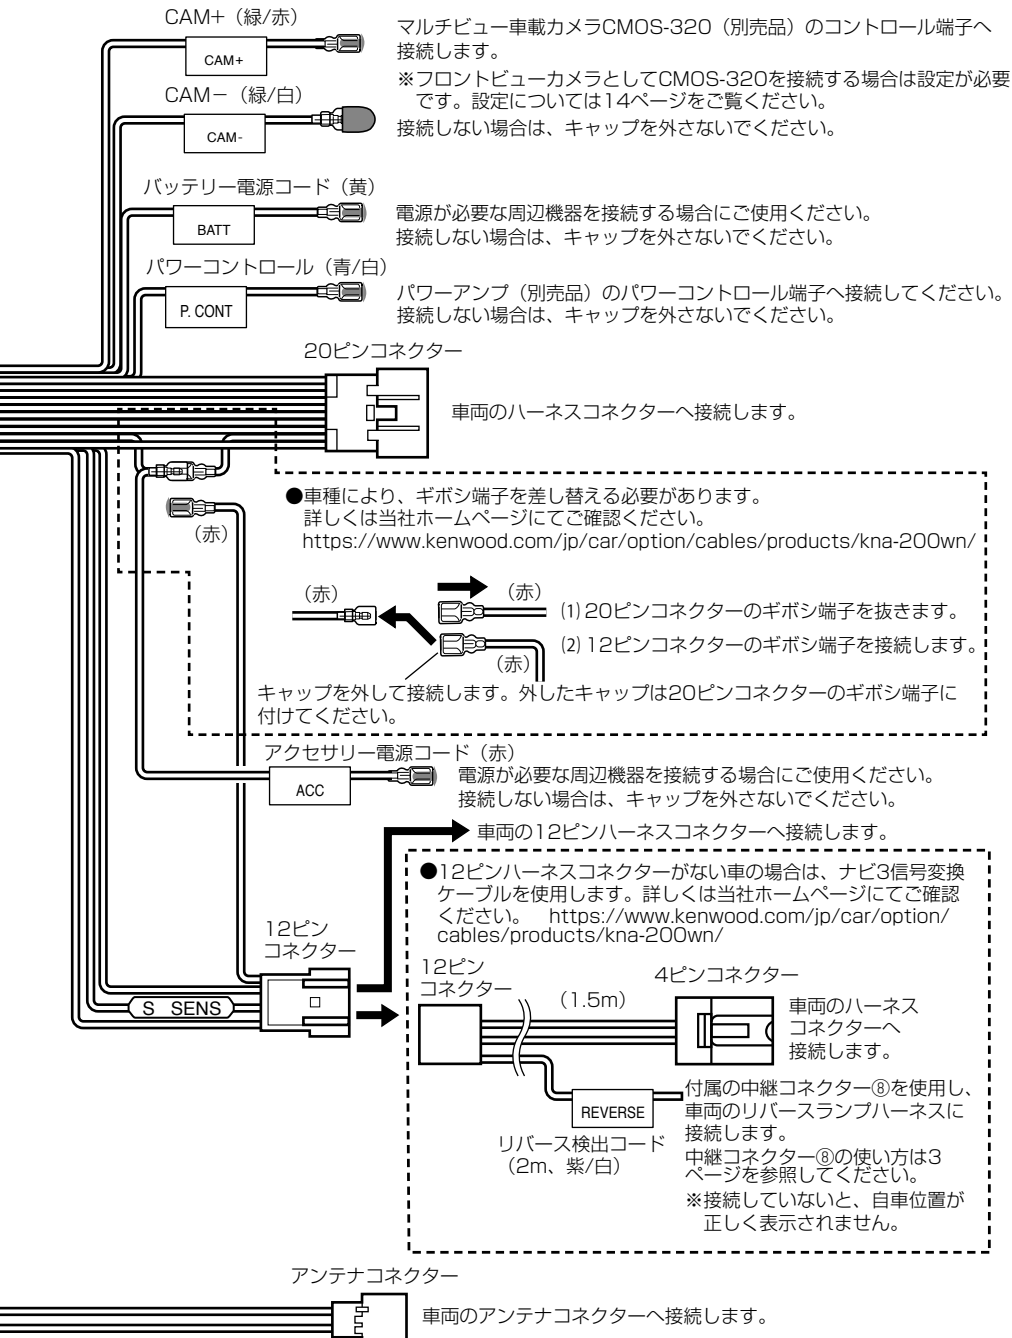 CAM+（緑/赤）
CAM+
マルチビュー車載カメラCMOS-320（別売品）のコントロール端子へ
接続します。
※フロントビューカメラとしてCMOS-320を接続する場合は設定が必要
です。設定については14ページをご覧ください。
CAM−（緑/白）
CAM-
接続しない場合は、キャップを外さないでください。
バッテリー電源コード（黄）
BATT
電源が必要な周辺機器を接続する場合にご使用ください。
接続しない場合は、キャップを外さないでください。
パワーコントロール（青/白）
P. CONT
パワーアンプ（別売品）のパワーコントロール端子へ接続してください。
接続しない場合は、キャップを外さないでください。
20ピンコネクター
車両のハーネスコネクターへ接続します。
（赤）
●車種により、ギボシ端子を差し替える必要があります。
詳しくは当社ホームページにてご確認ください。
https://www.kenwood.com/jp/car/option/cables/products/kna-200wn/
（赤）
（赤）
⑴ 20ピンコネクターのギボシ端子を抜きます。
⑵ 12ピンコネクターのギボシ端子を接続します。
（赤）
キャップを外して接続します。外したキャップは20ピンコネクターのギボシ端子に
付けてください。
アクセサリー電源コード（赤）
ACC
電源が必要な周辺機器を接続する場合にご使用ください。
接続しない場合は、キャップを外さないでください。
車両の12ピンハーネスコネクターへ接続します。
●12ピンハーネスコネクターがない車の場合は、ナビ3信号変換
ケーブルを使用します。詳しくは当社ホームページにてご確認
ください。 https://www.kenwood.com/jp/car/option/
cables/products/kna-200wn/
12ピン
コネクター
S SENS
12ピン
コネクター
（1.5m）
4ピンコネクター
車両のハーネス
コネクターへ
接続します。
REVERSE
リバース検出コード
（2m、紫/白）
付属の中継コネクター⑧を使用し、
車両のリバースランプハーネスに
接続します。
中継コネクター⑧の使い方は3
ページを参照してください。
※接続していないと、自車位置が
正しく表示されません。
アンテナコネクター
車両のアンテナコネクターへ接続します。